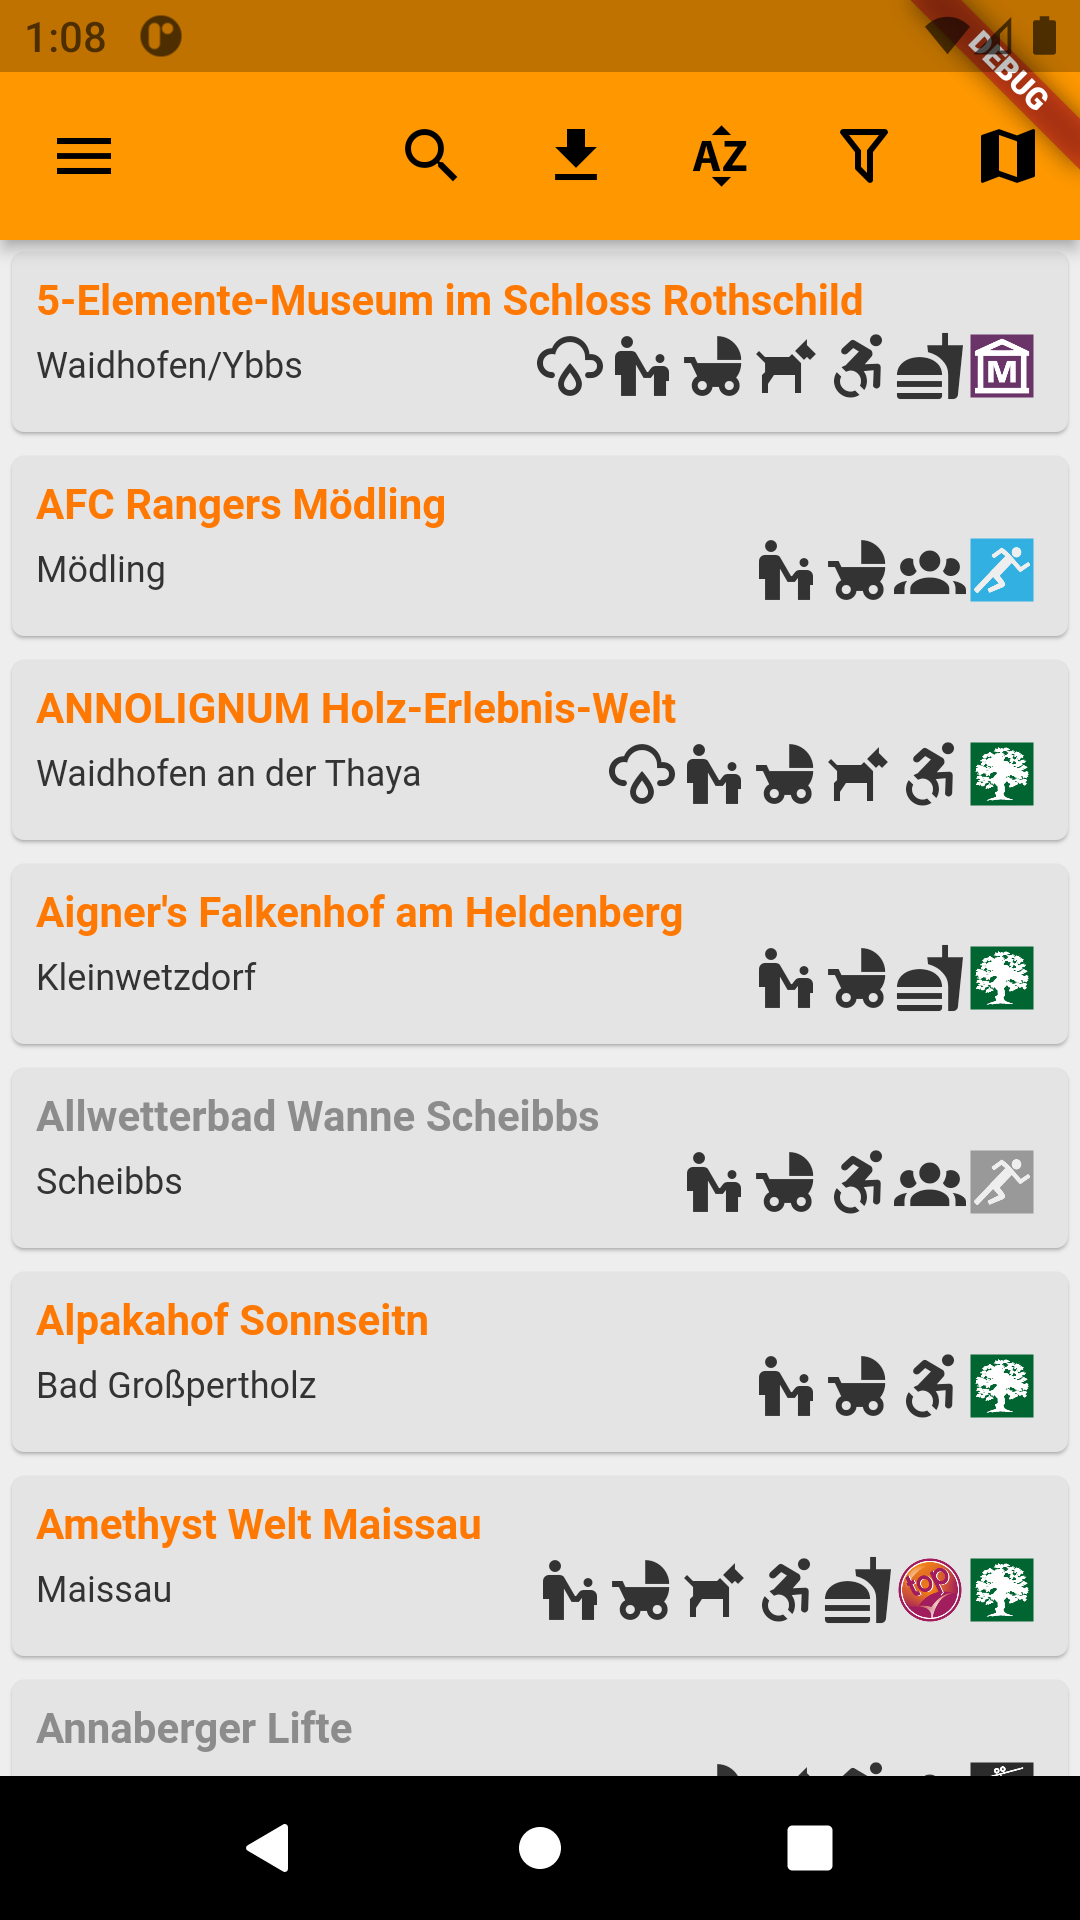 1:08
DEBUG
AZ
5-Elemente-Museum im Schloss Rothschild
Waidhofen/Ybbs
M
AFC Rangers Mödling
Mödling
ANNOLIGNUM Holz-Erlebnis-Welt
Waidhofen an der Thaya
Aigner's Falkenhof am Heldenberg
Kleinwetzdorf
Allwetterbad Wanne Scheibbs
Scheibbs
Alpakahof Sonnseitn
Bad Großpertholz
Amethyst Welt Maissau
Maissau
top
Annaberger Lifte